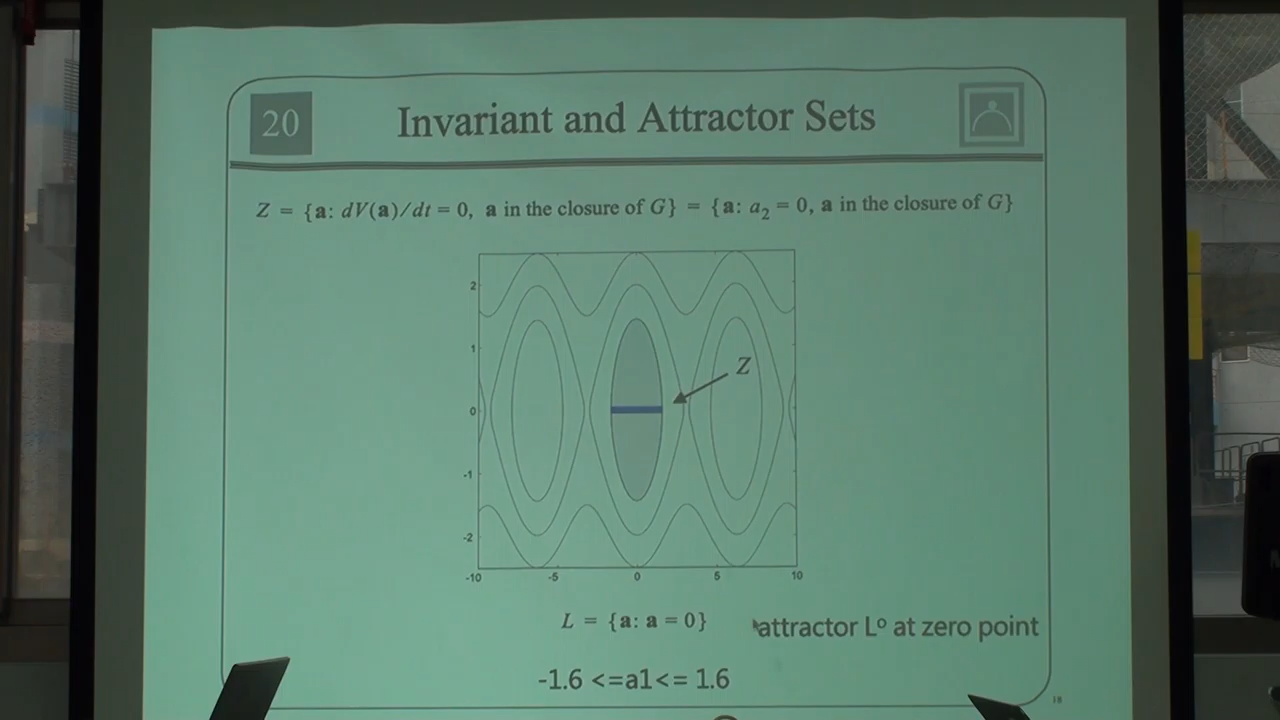 20 Invariant and Attractor Sets
Z = {a: dV(a)/dt = 0, a in the closure of G} = {a: a₂ = 0, a in the closure of G}
2
1
Z
0
-1
-2
-10 -5 0 5 10
L = {a: a = 0} attractor Lº at zero point
-1.6 <=a1<= 1.6